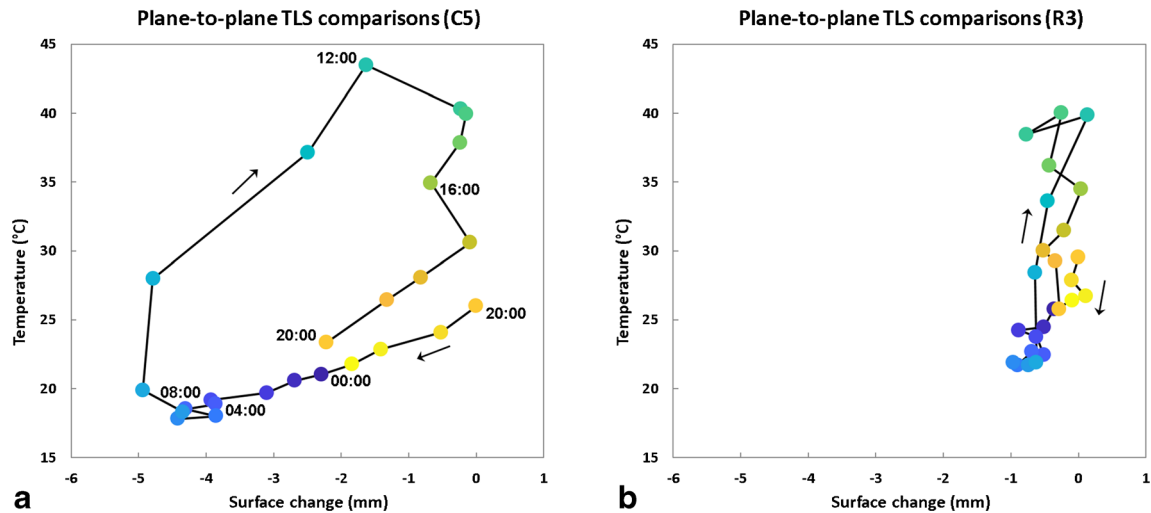 Plane-to-plane TLS comparisons (C5)
45
40
35
30
25
20
15
Temperature (°C)
12:00
16:00
20:00
20:00
00:00
08:00
04:00
-6 -5 -4 -3 -2 -1 0 1
Surface change (mm)
a
Plane-to-plane TLS comparisons (R3)
45
40
35
30
25
20
15
Temperature (°C)
-6 -5 -4 -3 -2 -1 0 1
Surface change (mm)
b